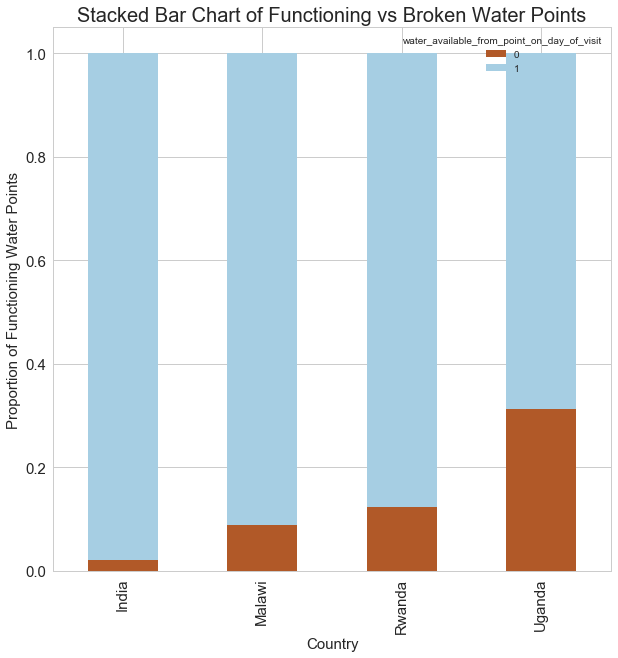 Stacked Bar Chart of Functioning vs Broken Water Points
water_available_from_point_on_day_of_visit
0
1
1.0
0.8
0.6
0.4
0.2
0.0
Proportion of Functioning Water Points
India
Malawi
Rwanda
Uganda
Country